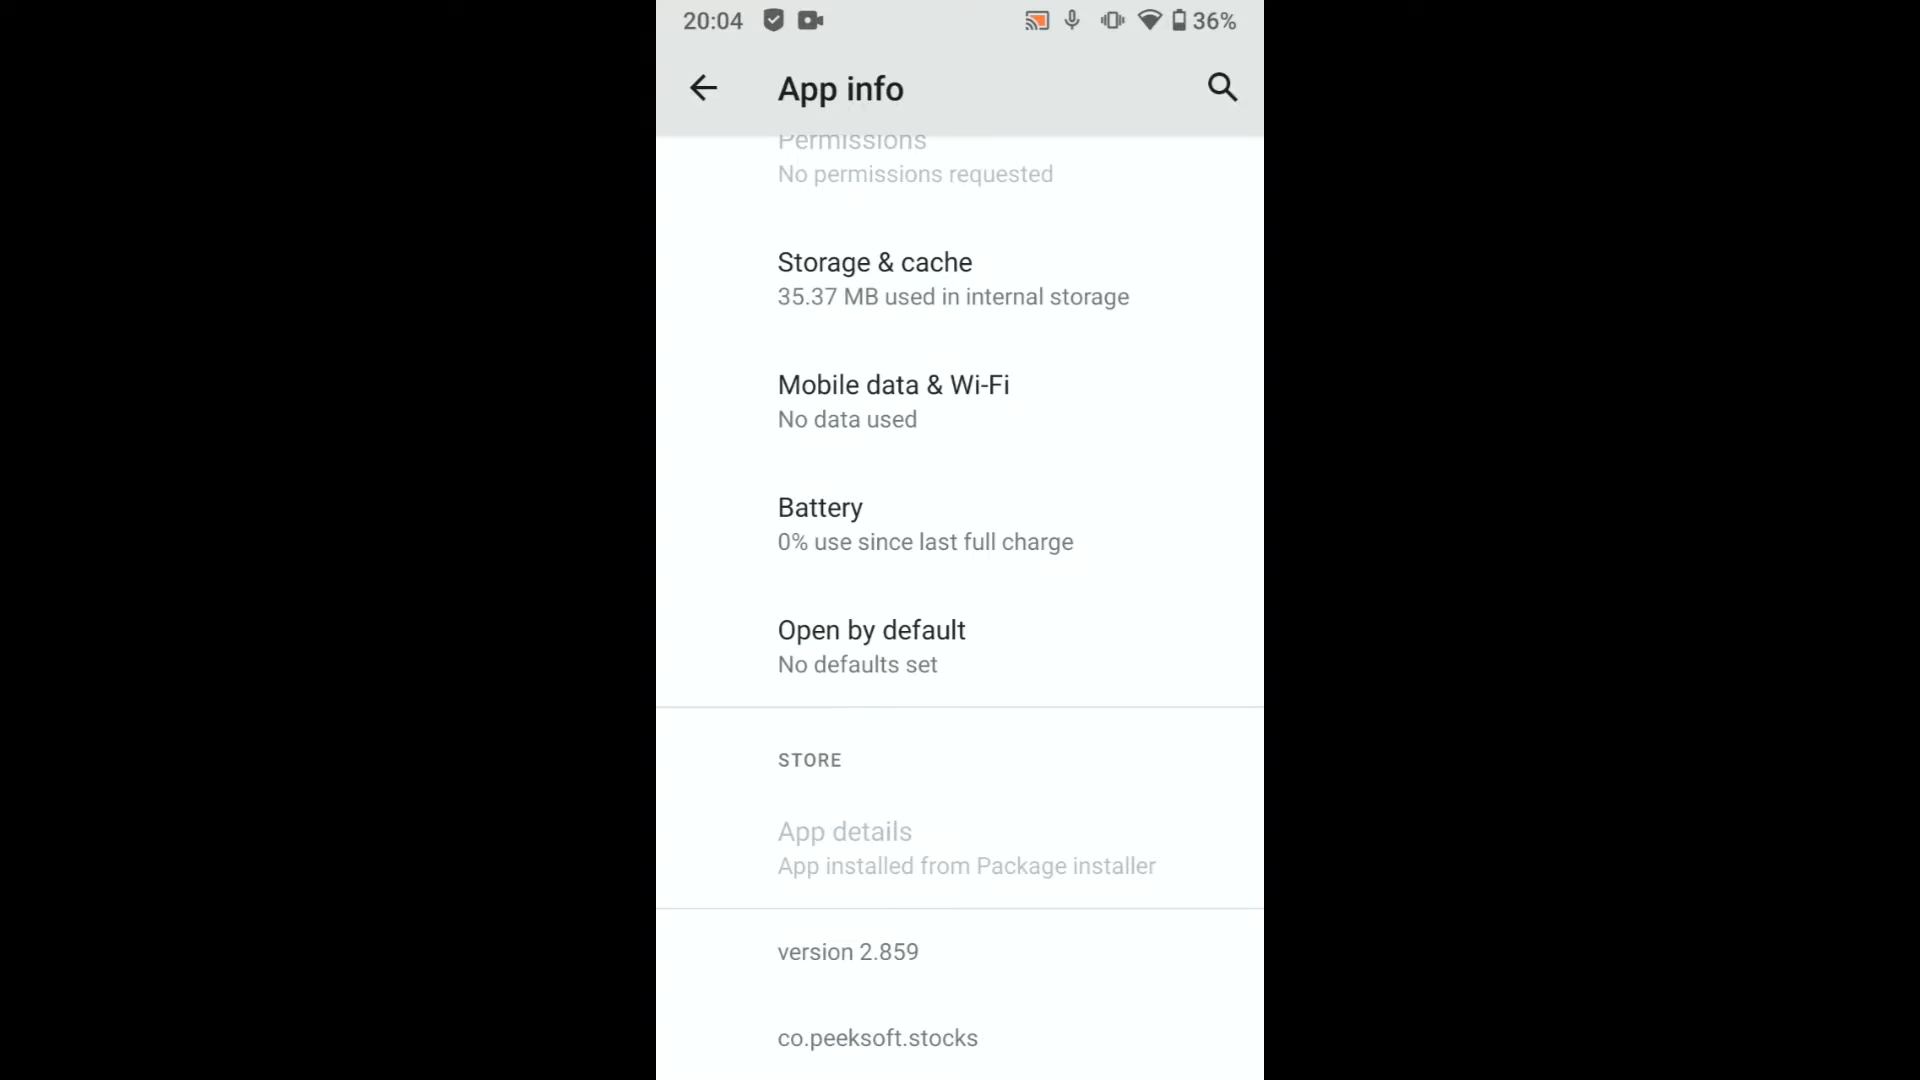 20:04 36%
App info
Permissions
No permissions requested
Storage & cache
35.37 MB used in internal storage
Mobile data & Wi-Fi
No data used
Battery
0% use since last full charge
Open by default
No defaults set
STORE
App details
App installed from Package installer
version 2.859
co.peeksoft.stocks